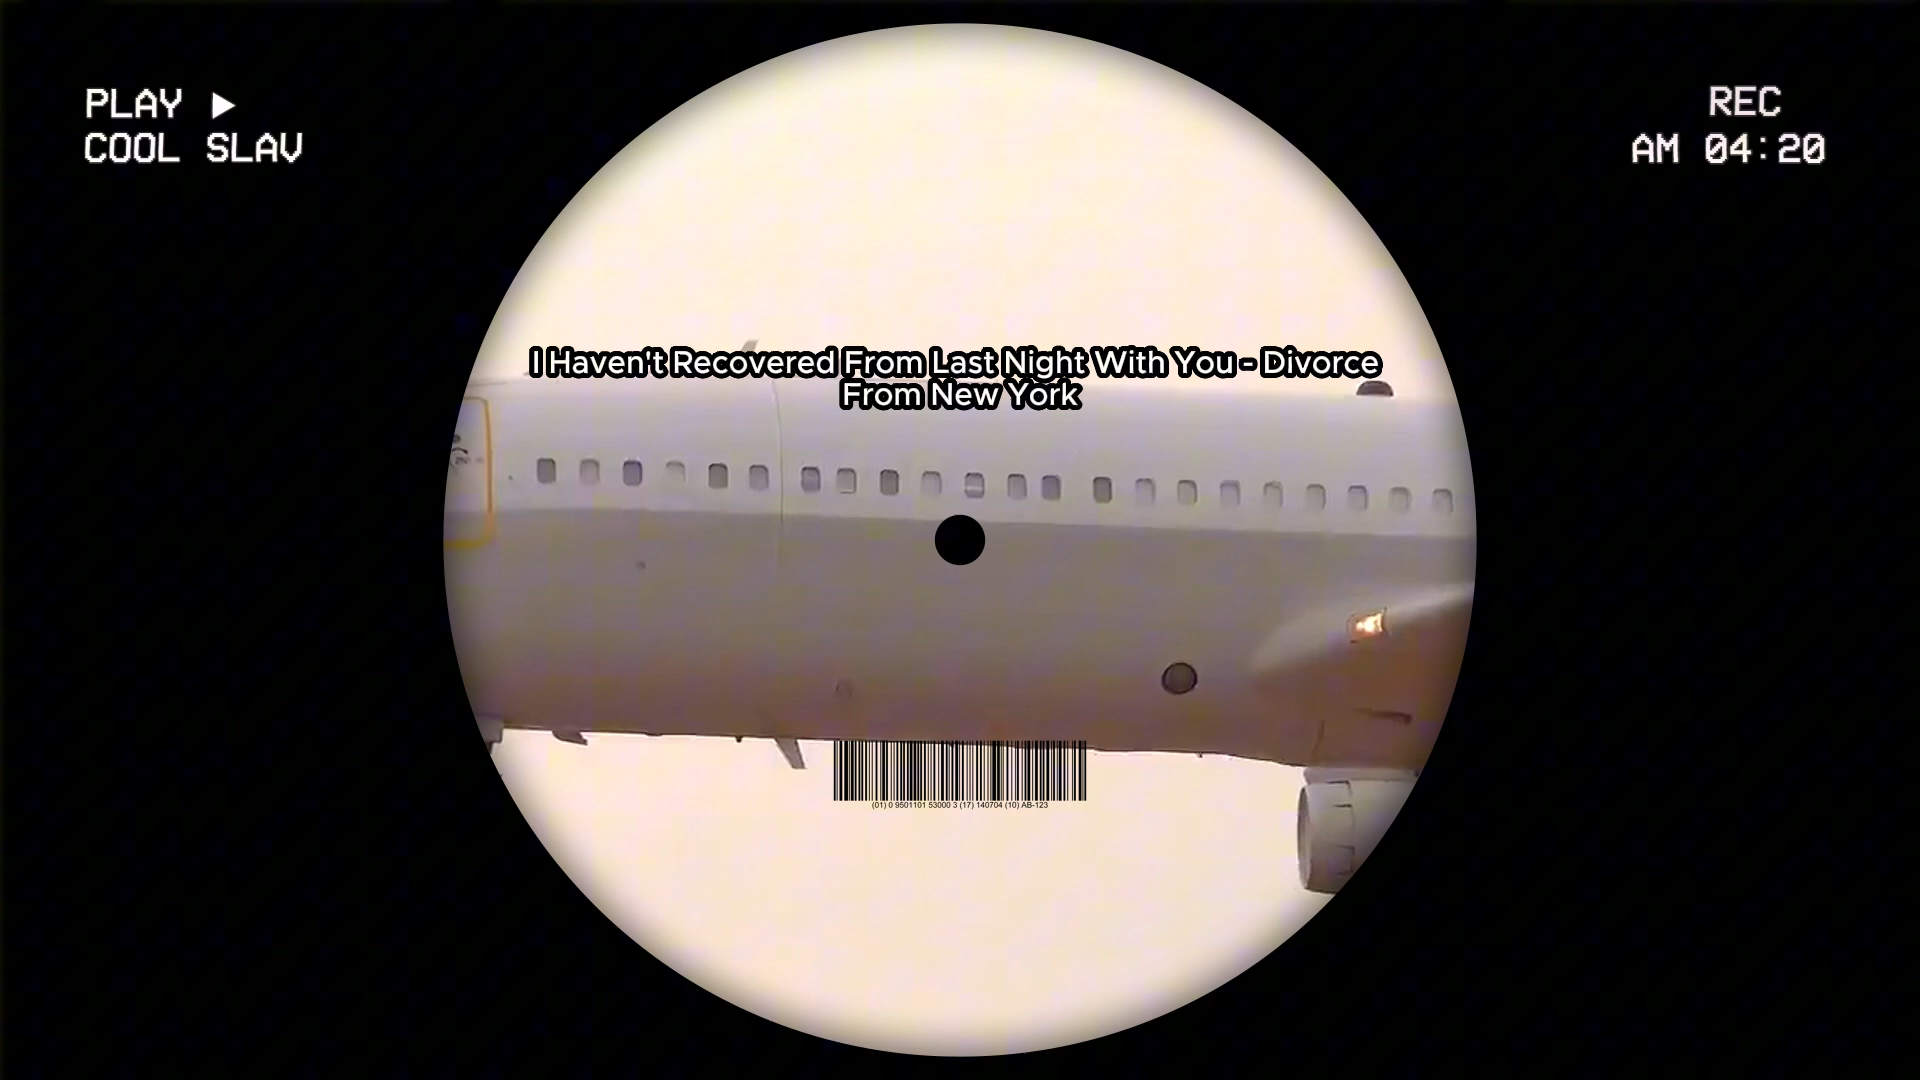 PLAY ▶
COOL SLAV
REC
AM 04:20
I Haven't Recovered From Last Night With You - Divorce
From New York
(01) 0 9501101 53000 3 (17) 140704 (10) AB-123